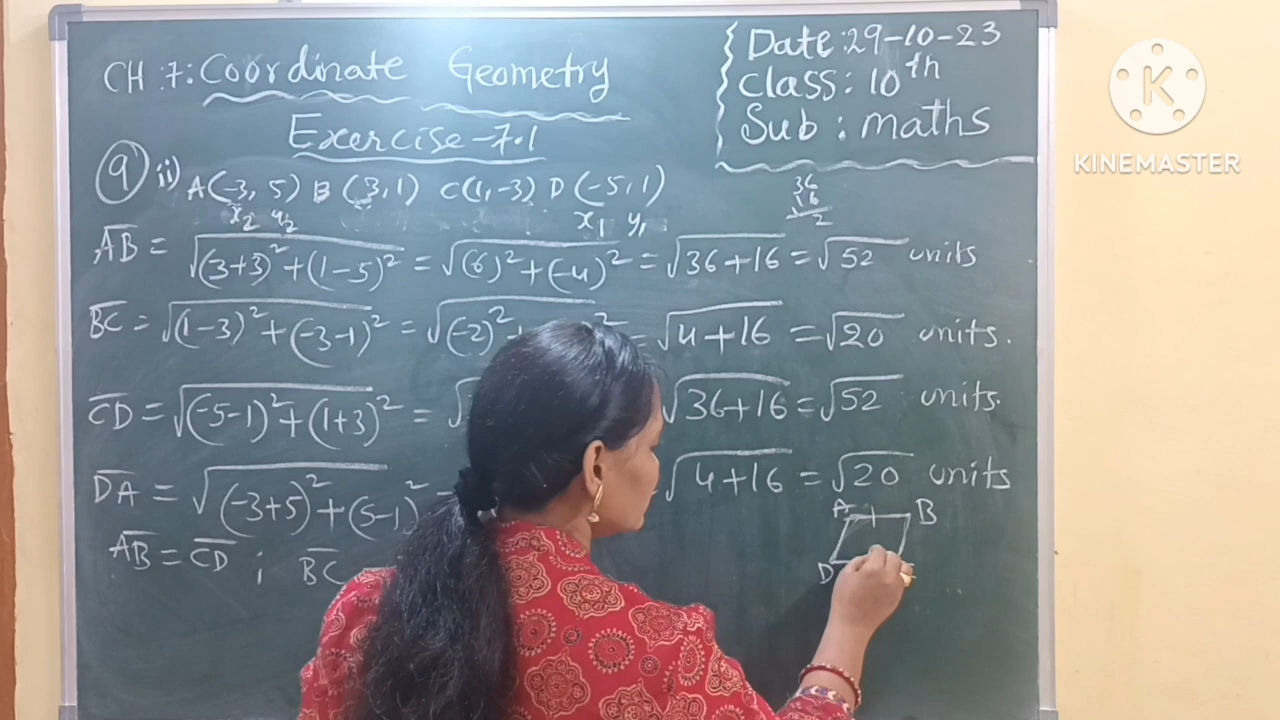 CH :7: Coordinate Geometry
Date :29-10-23
Class: 10th
Sub : maths
Exercise-7.1
9 ii) A(-3, 5) B (3,1) C(1,-3) D (-5,1)
x2 y2 x1 y1
36
16
2
AB = √(3+3)²+(1-5)² = √(6)²+(-4)² = √36+16 = √52 units
BC = √(1-3)²+(-3-1)² = √(-2)² = √4+16 = √20 units.
CD = √(-5-1)²+(1+3)² = √36+16 = √52 units.
DA = √(-3+5)²+(5-1)² √4+16 = √20 units
AB = CD ; BC
A B
D
K
KINEMASTER